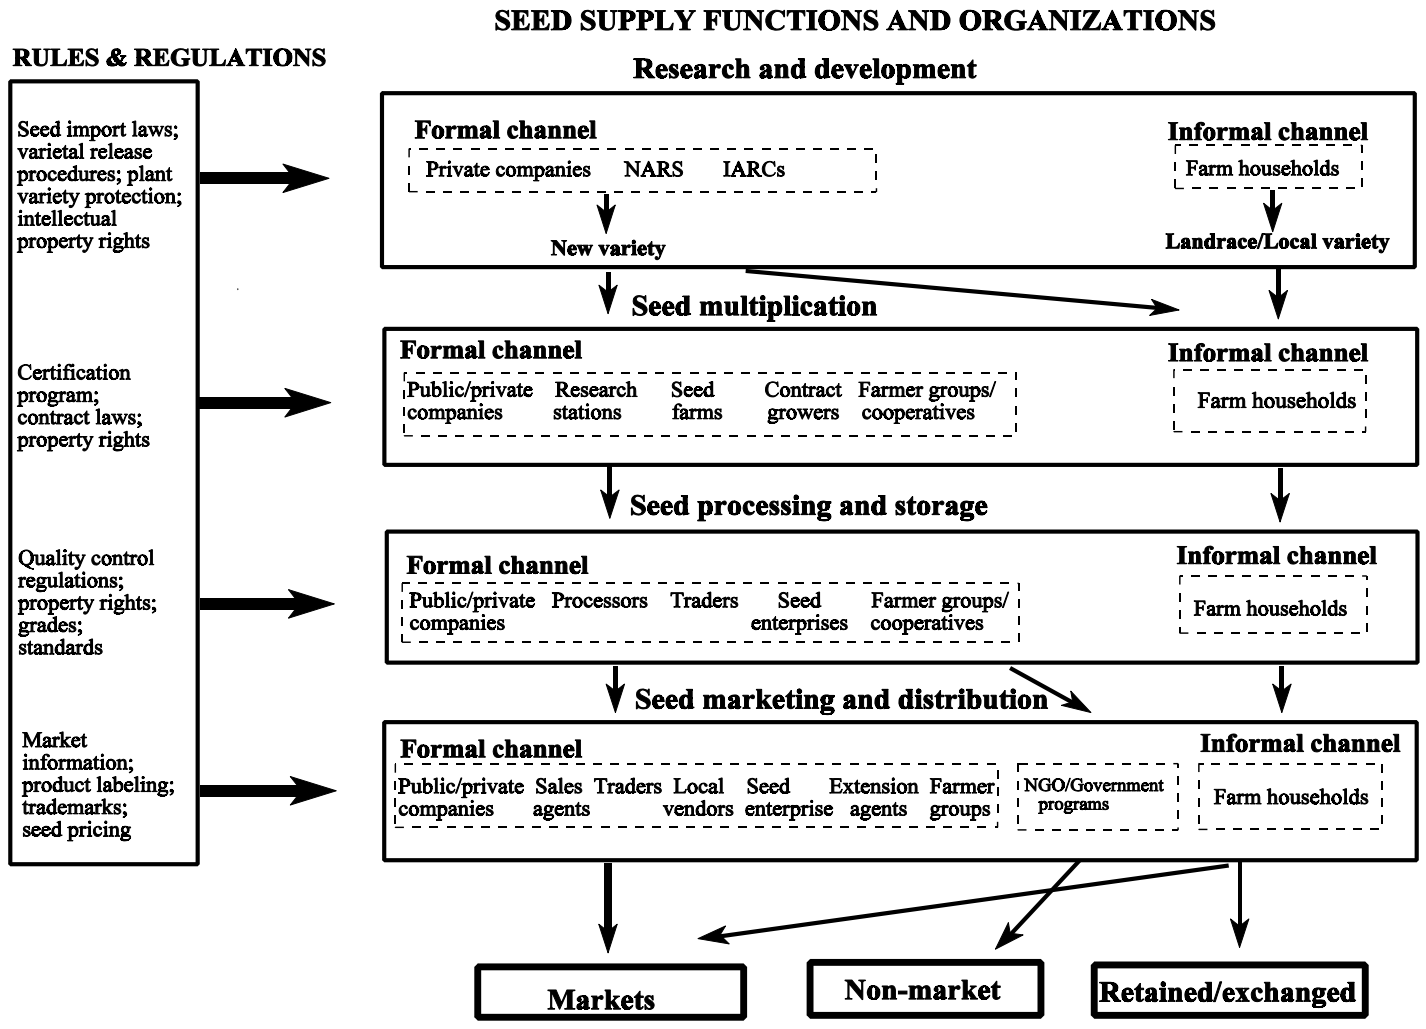 SEED SUPPLY FUNCTIONS AND ORGANIZATIONS
RULES & REGULATIONS
Seed import laws;
varietal release
procedures; plant
variety protection;
intellectual
property rights
Certification
program;
contract laws;
property rights
Quality control
regulations;
property rights;
grades;
standards
Market
information;
product labeling;
trademarks;
seed pricing
Research and development
Formal channel
Private companies NARS IARCs
New variety
Informal channel
Farm households
Landrace/Local variety
Seed multiplication
Formal channel
Public/private
companies
Research
stations
Seed
farms
Contract
growers
Farmer groups/
cooperatives
Informal channel
Farm households
Seed processing and storage
Formal channel
Public/private
companies
Processors
Traders
Seed
enterprises
Farmer groups/
cooperatives
Informal channel
Farm households
Seed marketing and distribution
Formal channel
Public/private
companies
Sales
agents
Traders
Local
vendors
Seed
enterprise
Extension
agents
Farmer
groups
NGO/Government
programs
Informal channel
Farm households
Markets
Non-market
Retained/exchanged